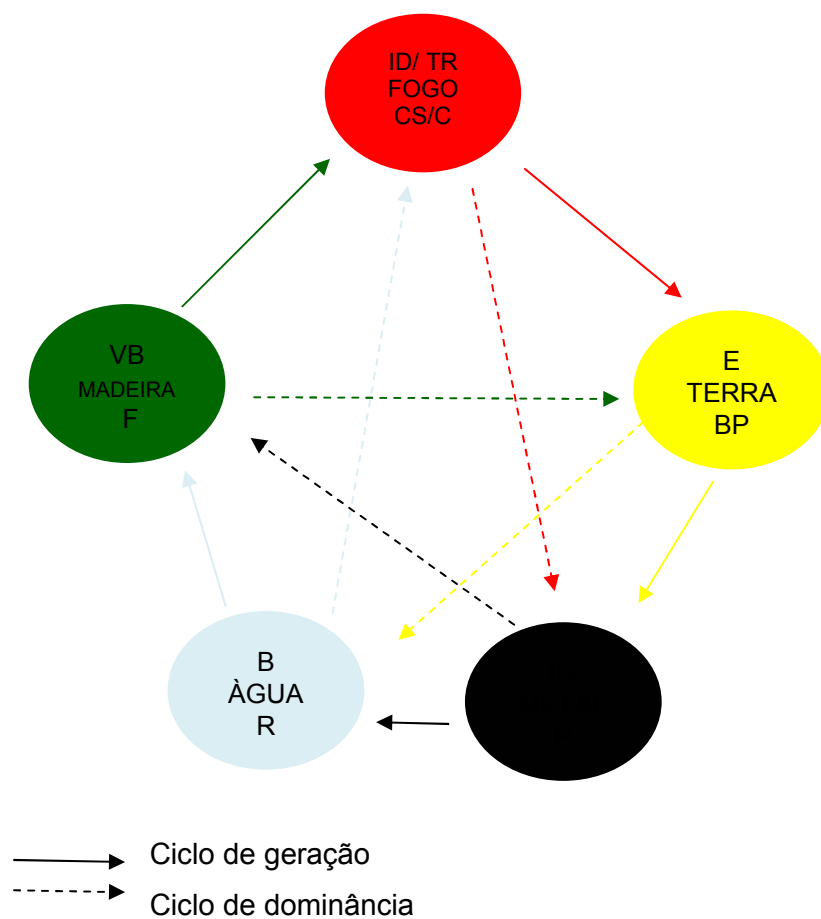 ID/ TR
FOGO
CS/C
VB
MADEIRA
F
E
TERRA
BP
B
ÀGUA
R
Ciclo de geração
Ciclo de dominância